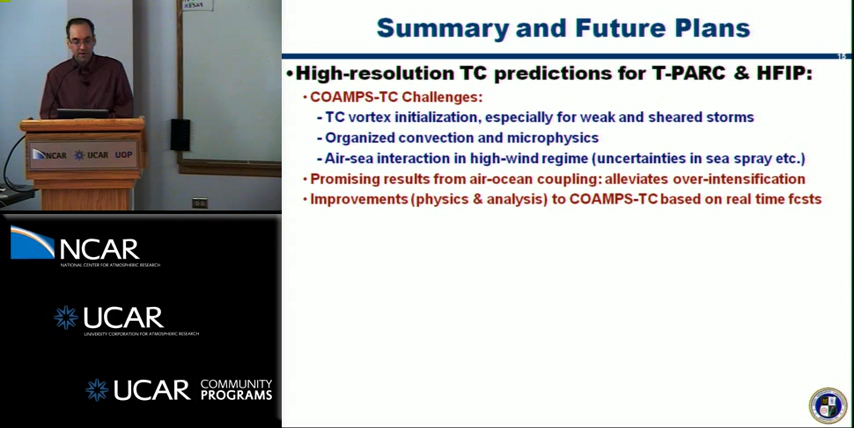 Summary and Future Plans
15
•High-resolution TC predictions for T-PARC & HFIP:
• COAMPS-TC Challenges:
- TC vortex initialization, especially for weak and sheared storms
- Organized convection and microphysics
- Air-sea interaction in high-wind regime (uncertainties in sea spray etc.)
• Promising results from air-ocean coupling: alleviates over-intensification
• Improvements (physics & analysis) to COAMPS-TC based on real time fcsts
NCAR UCAR UOP
NCAR
NATIONAL CENTER FOR ATMOSPHERIC RESEARCH
UCAR
UNIVERSITY CORPORATION FOR ATMOSPHERIC RESEARCH
UCAR COMMUNITY PROGRAMS